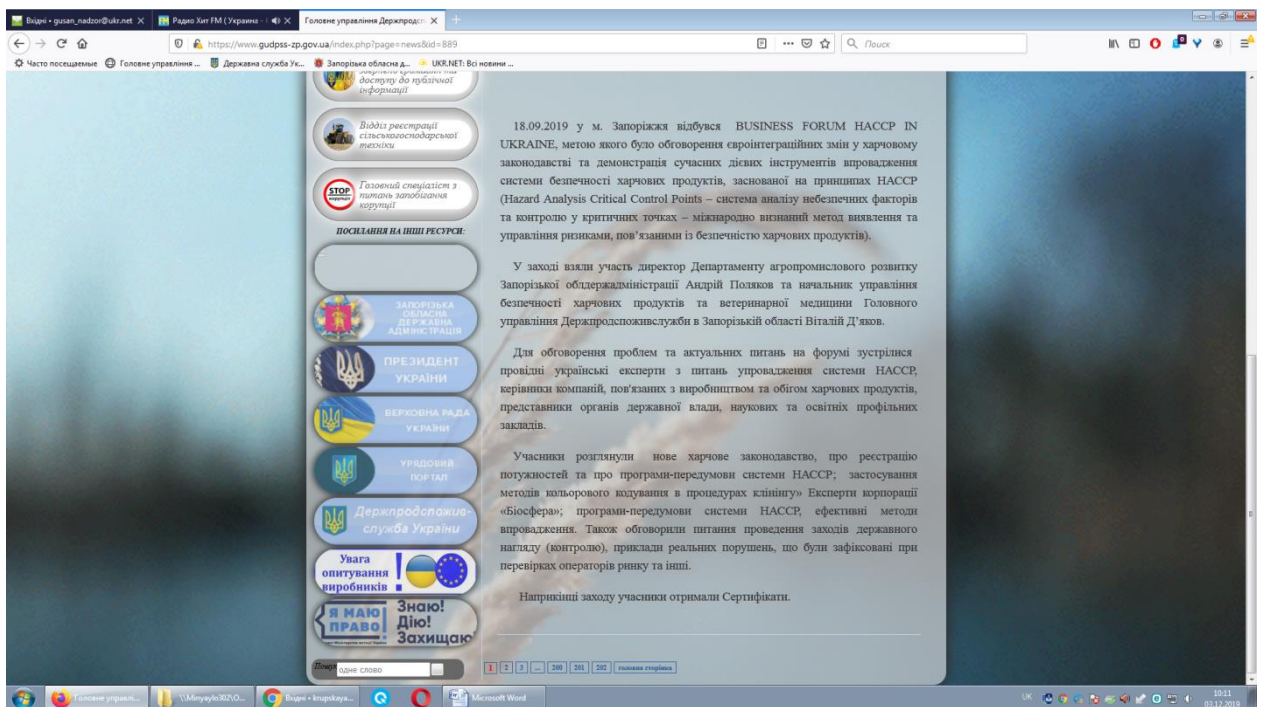 Вхідні • gusan_nadzor@ukr.net
Радио Хит FM ( Украина -
Головне управління Держпродсп
https://www.gudpss-zp.gov.ua/index.php?page=news&id=889
Поиск
Часто посещаемые
Головне управління ...
Державна служба Ук...
Запорізька обласна д...
UKR.NET: Всі новини ...
доступу до публічної
інформації
Відділ реєстрації
сільськогосподарської
техніки
STOP
корупція
Головний спеціаліст з
питань запобігання
корупції
ПОСИЛАННЯ НА ІНШІ РЕСУРСИ:
ЗАПОРІЗЬКА
ОБЛАСНА
ДЕРЖАВНА
АДМІНІСТРАЦІЯ
ПРЕЗИДЕНТ
УКРАЇНИ
ВЕРХОВНА РАДА
УКРАЇНИ
УРЯДОВИЙ
ПОРТАЛ
Держпродспожив-
служба України
Увага
опитування
виробників
!
Я МАЮ
ПРАВО!
Знаю!
Дію!
Захищаю
Пошук
одне слово
18.09.2019 у м. Запоріжжя відбувся BUSINESS FORUM HACCP IN
UKRAINE, метою якого було обговорення євроінтеграційних змін у харчовому
законодавстві та демонстрація сучасних дієвих інструментів впровадження
системи безпечності харчових продуктів, заснованої на принципах HACCP
(Hazard Analysis Critical Control Points – система аналізу небезпечних факторів
та контролю у критичних точках – міжнародно визнаний метод виявлення та
управління ризиками, пов’язаними із безпечністю харчових продуктів).
У заході взяли участь директор Департаменту агропромислового розвитку
Запорізької облдержадміністрації Андрій Поляков та начальник управління
безпечності харчових продуктів та ветеринарної медицини Головного
управління Держпродспоживслужби в Запорізькій області Віталій Д’яков.
Для обговорення проблем та актуальних питань на форумі зустрілися
провідні українські експерти з питань упровадження системи HACCP,
керівники компаній, пов'язаних з виробництвом та обігом харчових продуктів,
представники органів державної влади, наукових та освітніх профільних
закладів.
Учасники розглянули нове харчове законодавство, про реєстрацію
потужностей та про програми-передумови системи HACCP; застосування
методів кольорового кодування в процедурах клінінгу» Експерти корпорації
«Біосфера»; програми-передумови системи HACCP, ефективні методи
впровадження. Також обговорили питання проведення заходів державного
нагляду (контролю), приклади реальних порушень, що були зафіксовані при
перевірках операторів ринку та інші.
Наприкінці заходу учасники отримали Сертифікати.
1 2 3 ... 200 201 202 головна сторінка
Головне управлі...
\\Minyaylo302\O...
Вхідні • knupskaya...
Microsoft Word
UK
10:11
03.12.2019